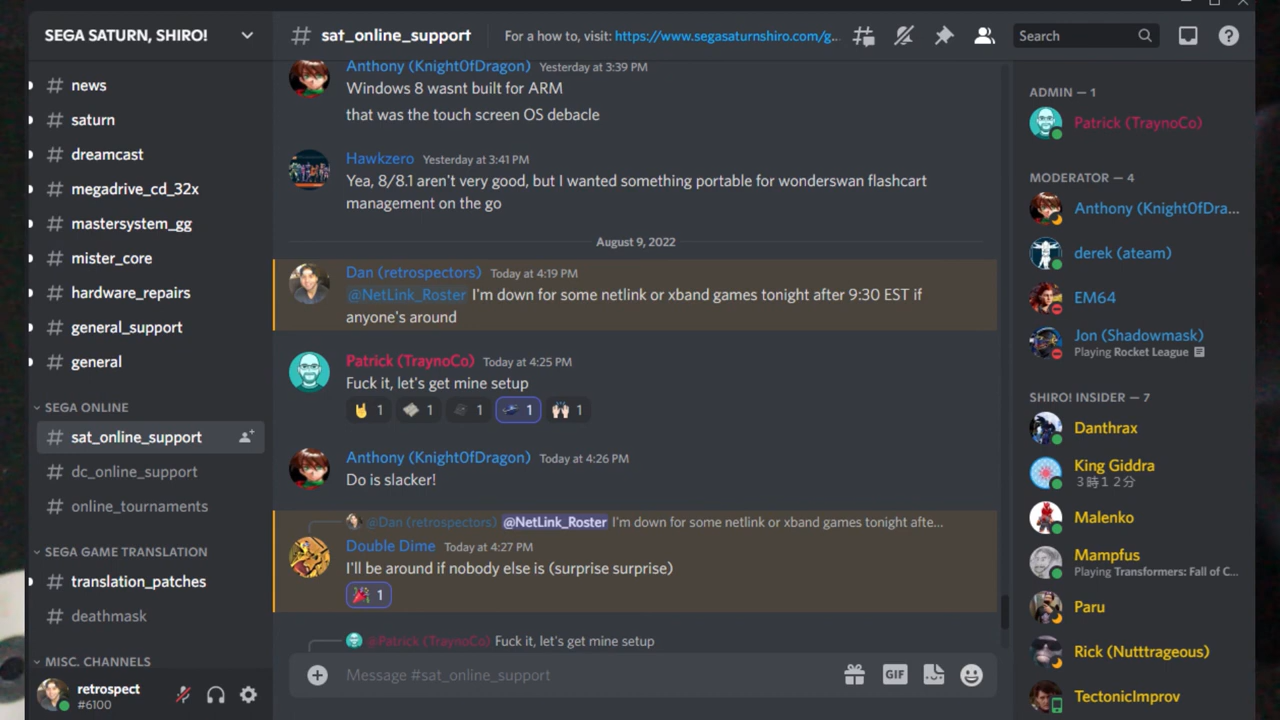 SEGA SATURN, SHIRO!
news
saturn
dreamcast
megadrive_cd_32x
mastersystem_gg
mister_core
hardware_repairs
general_support
general
SEGA ONLINE
sat_online_support
dc_online_support
online_tournaments
SEGA GAME TRANSLATION
translation_patches
deathmask
MISC. CHANNELS
retrospect
#6100
# sat_online_support
For a how to, visit: https://www.segasaturnshiro.com/g...
Search
Anthony (Knight0fDragon) Yesterday at 3:39 PM
Windows 8 wasnt built for ARM
that was the touch screen OS debacle
Hawkzero Yesterday at 3:41 PM
Yea, 8/8.1 aren't very good, but I wanted something portable for wonderswan flashcart
management on the go
August 9, 2022
Dan (retrospectors) Today at 4:19 PM
@NetLink_Roster I'm down for some netlink or xband games tonight after 9:30 EST if
anyone's around
Patrick (TraynoCo) Today at 4:25 PM
Fuck it, let's get mine setup
1 1 1 1 1
Anthony (Knight0fDragon) Today at 4:26 PM
Do is slacker!
@Dan (retrospectors) @NetLink_Roster I'm down for some netlink or xband games tonight afte...
Double Dime Today at 4:27 PM
I'll be around if nobody else is (surprise surprise)
1
@Patrick (TraynoCo) Fuck it, let's get mine setup
Message #sat_online_support
GIF
ADMIN — 1
Patrick (TraynoCo)
MODERATOR — 4
Anthony (Knight0fDra...
derek (ateam)
EM64
Jon (Shadowmask)
Playing Rocket League
SHIRO! INSIDER — 7
Danthrax
King Giddra
3時12分
Malenko
Mampfus
Playing Transformers: Fall of C...
Paru
Rick (Nutttrageous)
TectonicImprov